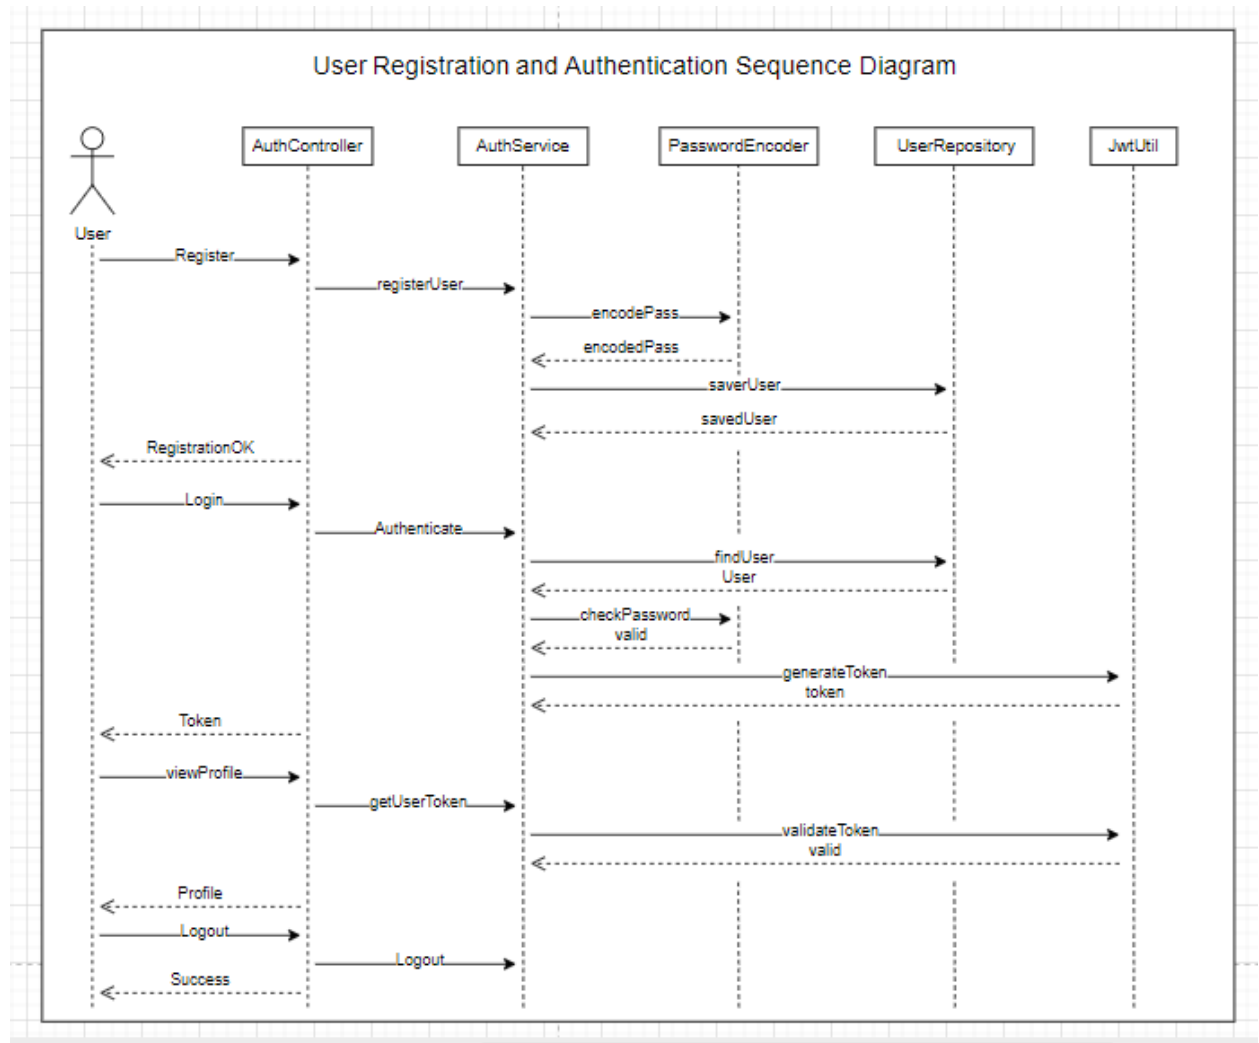 User Registration and Authentication Sequence Diagram
AuthController
AuthService
PasswordEncoder
UserRepository
JwtUtil
User
Register
registerUser
encodePass
encodedPass
saverUser
savedUser
RegistrationOK
Login
Authenticate
findUser
User
checkPassword
valid
generateToken
token
Token
viewProfile
getUserToken
validateToken
valid
Profile
Logout
Logout
Success